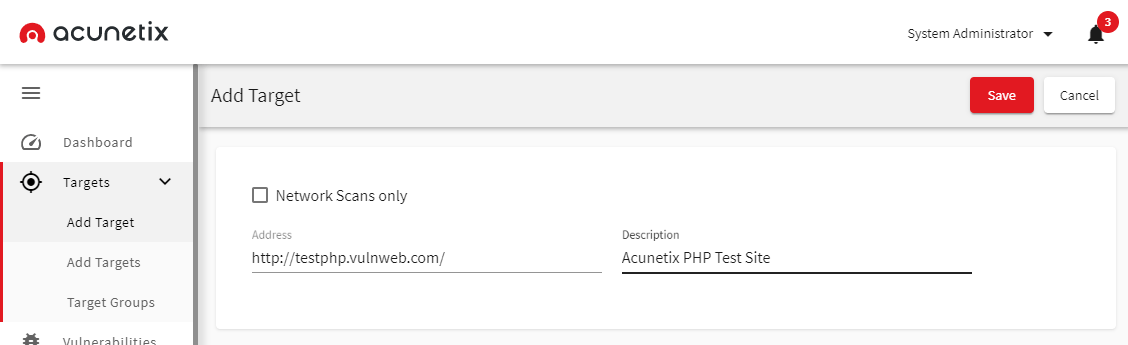 acunetix
System Administrator
3
Add Target
Save
Cancel
Dashboard
Targets
Add Target
Add Targets
Target Groups
Vulnerabilities
Network Scans only
Address
http://testphp.vulnweb.com/
Description
Acunetix PHP Test Site